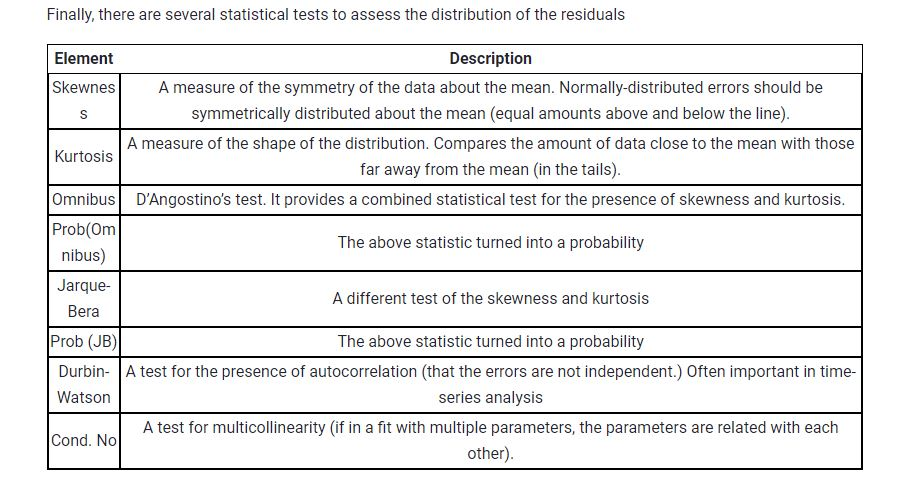 Finally, there are several statistical tests to assess the distribution of the residuals
Element Description
Skewnes
s
A measure of the symmetry of the data about the mean. Normally-distributed errors should be
symmetrically distributed about the mean (equal amounts above and below the line).
Kurtosis
A measure of the shape of the distribution. Compares the amount of data close to the mean with those
far away from the mean (in the tails).
Omnibus D’Angostino’s test. It provides a combined statistical test for the presence of skewness and kurtosis.
Prob(Om
nibus)
The above statistic turned into a probability
Jarque-
Bera
A different test of the skewness and kurtosis
Prob (JB) The above statistic turned into a probability
Durbin-
Watson
A test for the presence of autocorrelation (that the errors are not independent.) Often important in time-
series analysis
Cond. No
A test for multicollinearity (if in a fit with multiple parameters, the parameters are related with each
other).